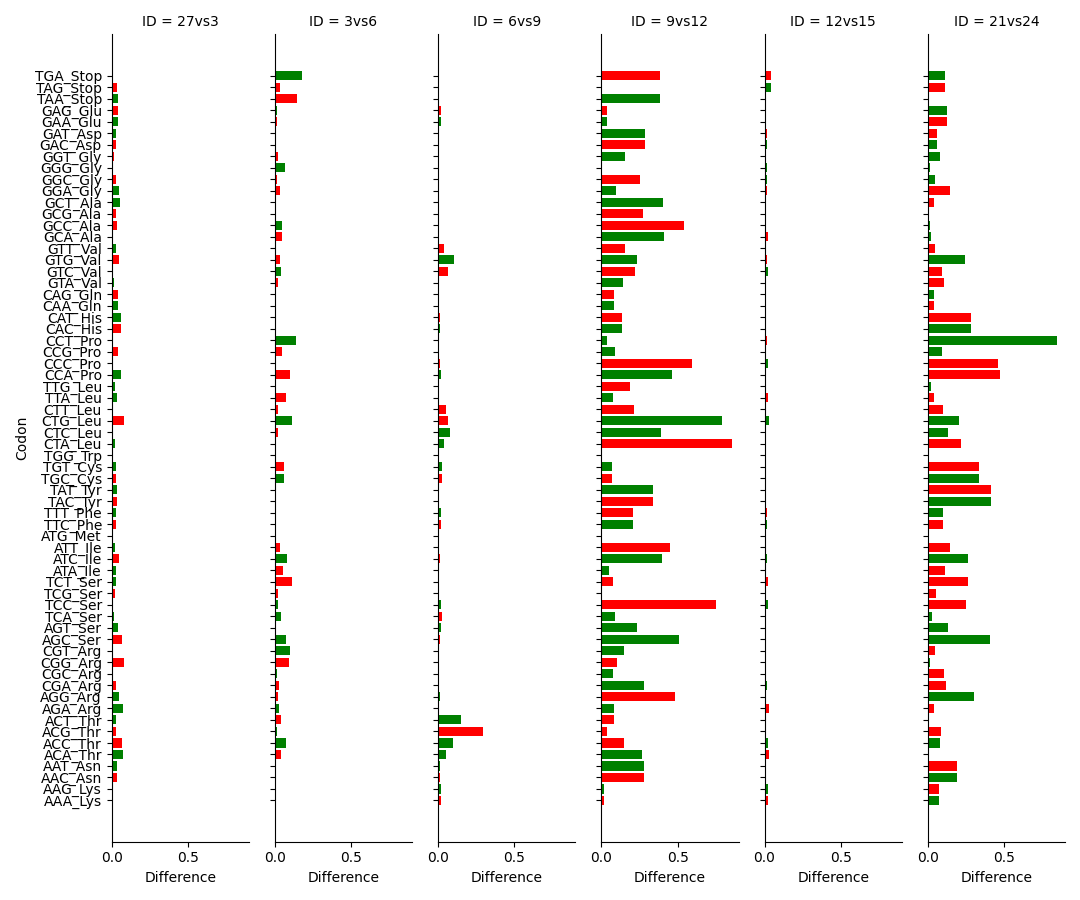 ID = 27vs3
ID = 3vs6
ID = 6vs9
ID = 9vs12
ID = 12vs15
ID = 21vs24
Codon
TGA_Stop
TAG_Stop
TAA_Stop
GAG_Glu
GAA_Glu
GAT_Asp
GAC_Asp
GGT_Gly
GGG_Gly
GGC_Gly
GGA_Gly
GCT_Ala
GCG_Ala
GCC_Ala
GCA_Ala
GTT_Val
GTG_Val
GTC_Val
GTA_Val
CAG_Gln
CAA_Gln
CAT_His
CAC_His
CCT_Pro
CCG_Pro
CCC_Pro
CCA_Pro
TTG_Leu
TTA_Leu
CTT_Leu
CTG_Leu
CTC_Leu
CTA_Leu
TGG_Trp
TGT_Cys
TGC_Cys
TAT_Tyr
TAC_Tyr
TTT_Phe
TTC_Phe
ATG_Met
ATT_Ile
ATC_Ile
ATA_Ile
TCT_Ser
TCG_Ser
TCC_Ser
TCA_Ser
AGT_Ser
AGC_Ser
CGT_Arg
CGG_Arg
CGC_Arg
CGA_Arg
AGG_Arg
AGA_Arg
ACT_Thr
ACG_Thr
ACC_Thr
ACA_Thr
AAT_Asn
AAC_Asn
AAG_Lys
AAA_Lys
0.0 0.5
0.0 0.5
0.0 0.5
0.0 0.5
0.0 0.5
0.0 0.5
Difference
Difference
Difference
Difference
Difference
Difference